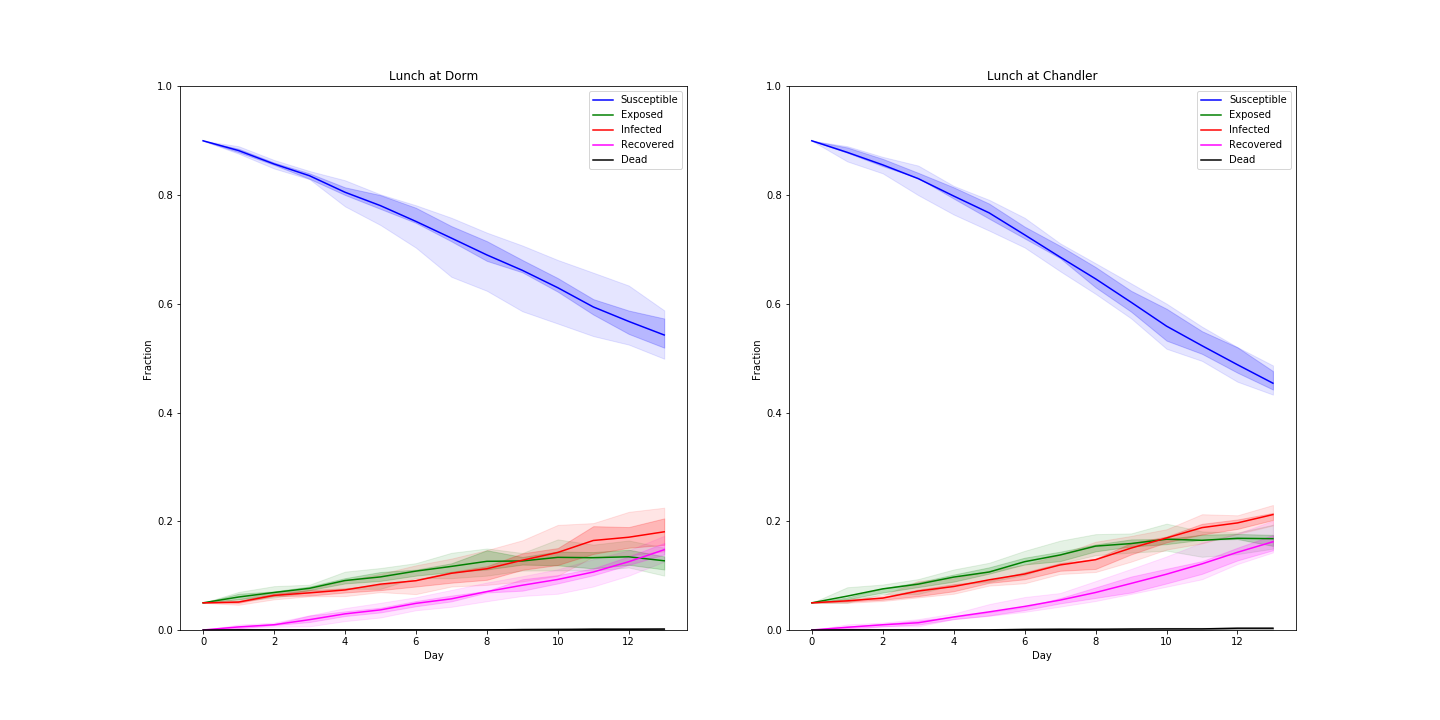 Lunch at Dorm
1.0
0.8
0.6
0.4
0.2
0.0
Fraction
0 2 4 6 8 10 12
Day
Susceptible
Exposed
Infected
Recovered
Dead
Lunch at Chandler
1.0
0.8
0.6
0.4
0.2
0.0
Fraction
0 2 4 6 8 10 12
Day
Susceptible
Exposed
Infected
Recovered
Dead